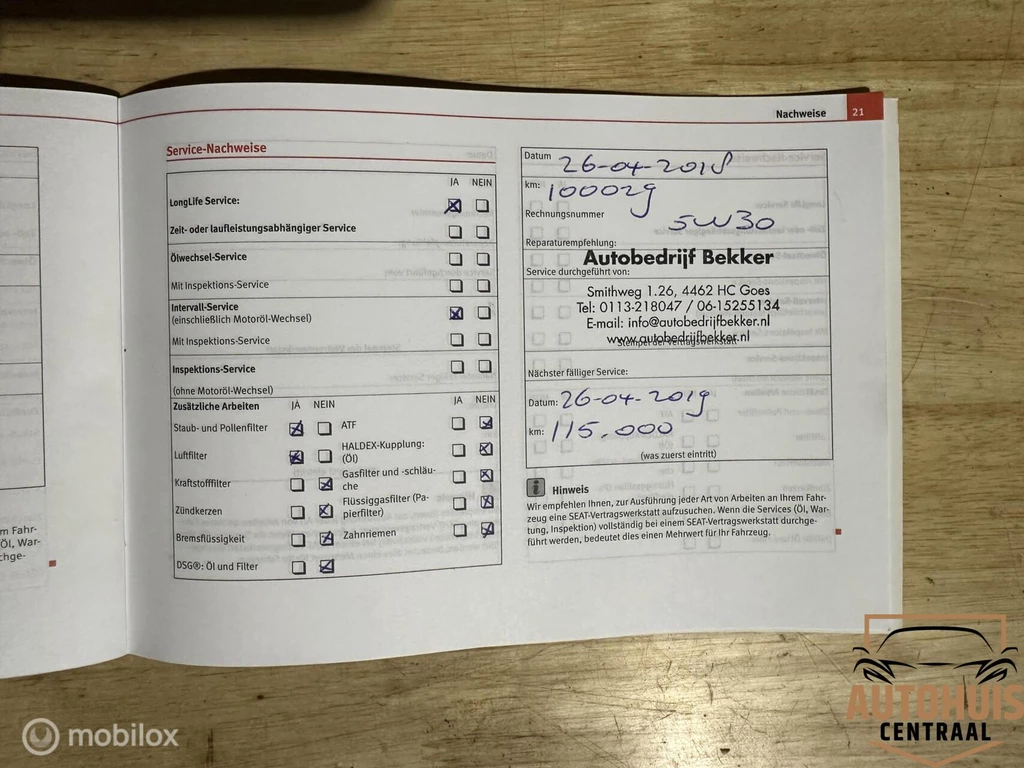 Nachweise 21
Service-Nachweise
JA NEIN
LongLife Service:
Zeit- oder laufleistungsabhängiger Service
Ölwechsel-Service
Mit Inspektions-Service
Intervall-Service
(einschließlich Motoröl-Wechsel)
Mit Inspektions-Service
Inspektions-Service
(ohne Motoröl-Wechsel)
Zusätzliche Arbeiten JA NEIN JA NEIN
Staub- und Pollenfilter
Luftfilter
Kraftstofffilter
Zündkerzen
Bremsflüssigkeit
DSG®: Öl und Filter
ATF
HALDEX-Kupplung:
(Öl)
Gasfilter und -schläu-
che
Flüssiggasfilter (Pa-
pierfilter)
Zahnriemen
Datum 26-04-2018
km: 100029
Rechnungsnummer
5W30
Reparaturempfehlung:
Autobedrijf Bekker
Service durchgeführt von:
Smithweg 1.26, 4462 HC Goes
Tel: 0113-218047 / 06-15255134
E-mail: info@autobedrijfbekker.nl
www.autobedrijfbekker.nl
Stempel der Vertragswerkstatt
Nächster fälliger Service:
Datum: 26-04-2019
km: 115.000
(was zuerst eintritt)
i Hinweis
Wir empfehlen Ihnen, zur Ausführung jeder Art von Arbeiten an Ihrem Fahr-
zeug eine SEAT-Vertragswerkstatt aufzusuchen. Wenn die Services (Öl, War-
tung, Inspektion) vollständig bei einem SEAT-Vertragswerkstatt durchge-
führt werden, bedeutet dies einen Mehrwert für Ihr Fahrzeug.
m Fahr-
Öl, War-
chge-
mobilox
AUTOHUIS
CENTRAAL